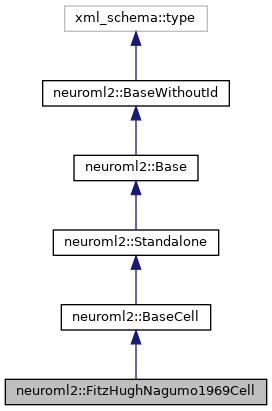 xml_schema::type
neuroml2::BaseWithoutId
neuroml2::Base
neuroml2::Standalone
neuroml2::BaseCell
neuroml2::FitzHughNagumo1969Cell